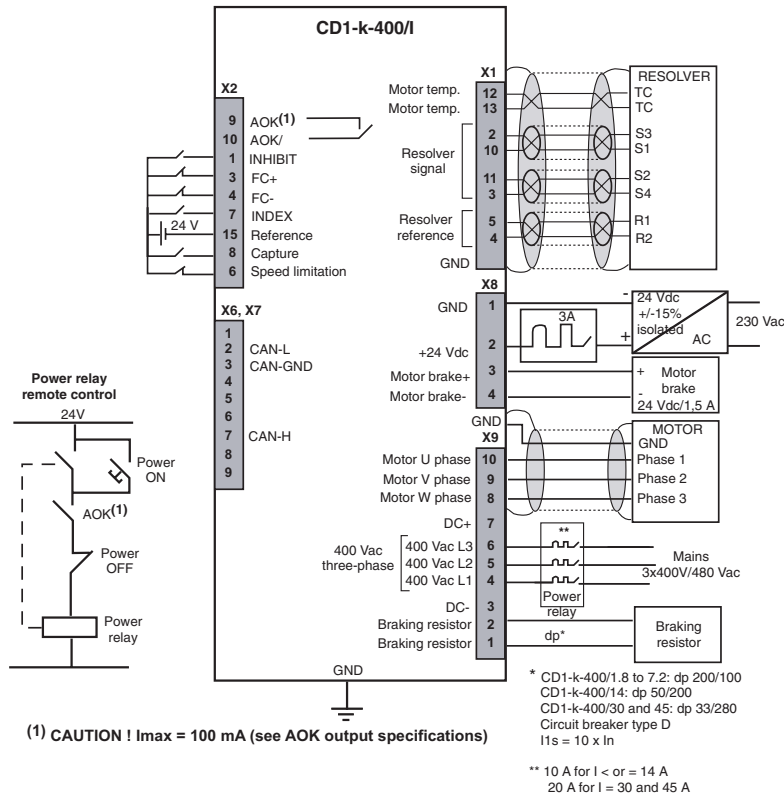 CD1-k-400/I
X2
9 AOK(1)
10 AOK/
1 INHIBIT
3 FC+
4 FC-
7 INDEX
24 V
15 Reference
8 Capture
6 Speed limitation
X6, X7
1
2 CAN-L
3 CAN-GND
4
5
6
7 CAN-H
8
9
X1
Motor temp. 12
Motor temp. 13
Resolver signal
2
10
11
3
Resolver reference
5
4
GND
RESOLVER
TC
TC
S3
S1
S2
S4
R1
R2
X8
GND 1
+24 Vdc 2
Motor brake+ 3
Motor brake- 4
3A
-
+
24 Vdc
+/-15%
isolated
AC
230 Vac
+
-
Motor
brake
24 Vdc/1,5 A
GND
X9
Motor U phase 10
Motor V phase 9
Motor W phase 8
DC+ 7
400 Vac
three-phase
400 Vac L3 6
400 Vac L2 5
400 Vac L1 4
DC- 3
Braking resistor 2
Braking resistor 1
MOTOR
GND
Phase 1
Phase 2
Phase 3
**
Power
relay
Mains
3x400V/480 Vac
dp*
Braking
resistor
Power relay
remote control
24V
Power
ON
AOK(1)
Power
OFF
Power
relay
GND
(1) CAUTION ! Imax = 100 mA (see AOK output specifications)
* CD1-k-400/1.8 to 7.2: dp 200/100
CD1-k-400/14: dp 50/200
CD1-k-400/30 and 45: dp 33/280
Circuit breaker type D
I1s = 10 x In
** 10 A for I < or = 14 A
20 A for I = 30 and 45 A